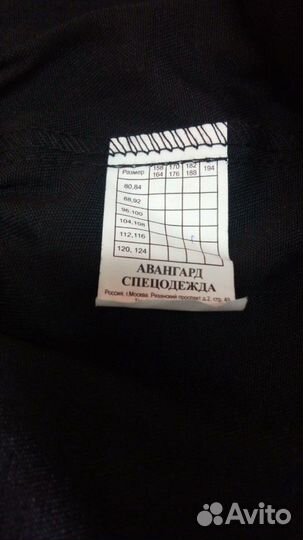 158 170 182 194
Размер 164 176 188
80,84
88,92
96,100
104,108
112,116
120, 124
АВАНГАРД
СПЕЦОДЕЖДА
Россия, г.Москва. Рязанский проспект д.2, стр. 49
Avito